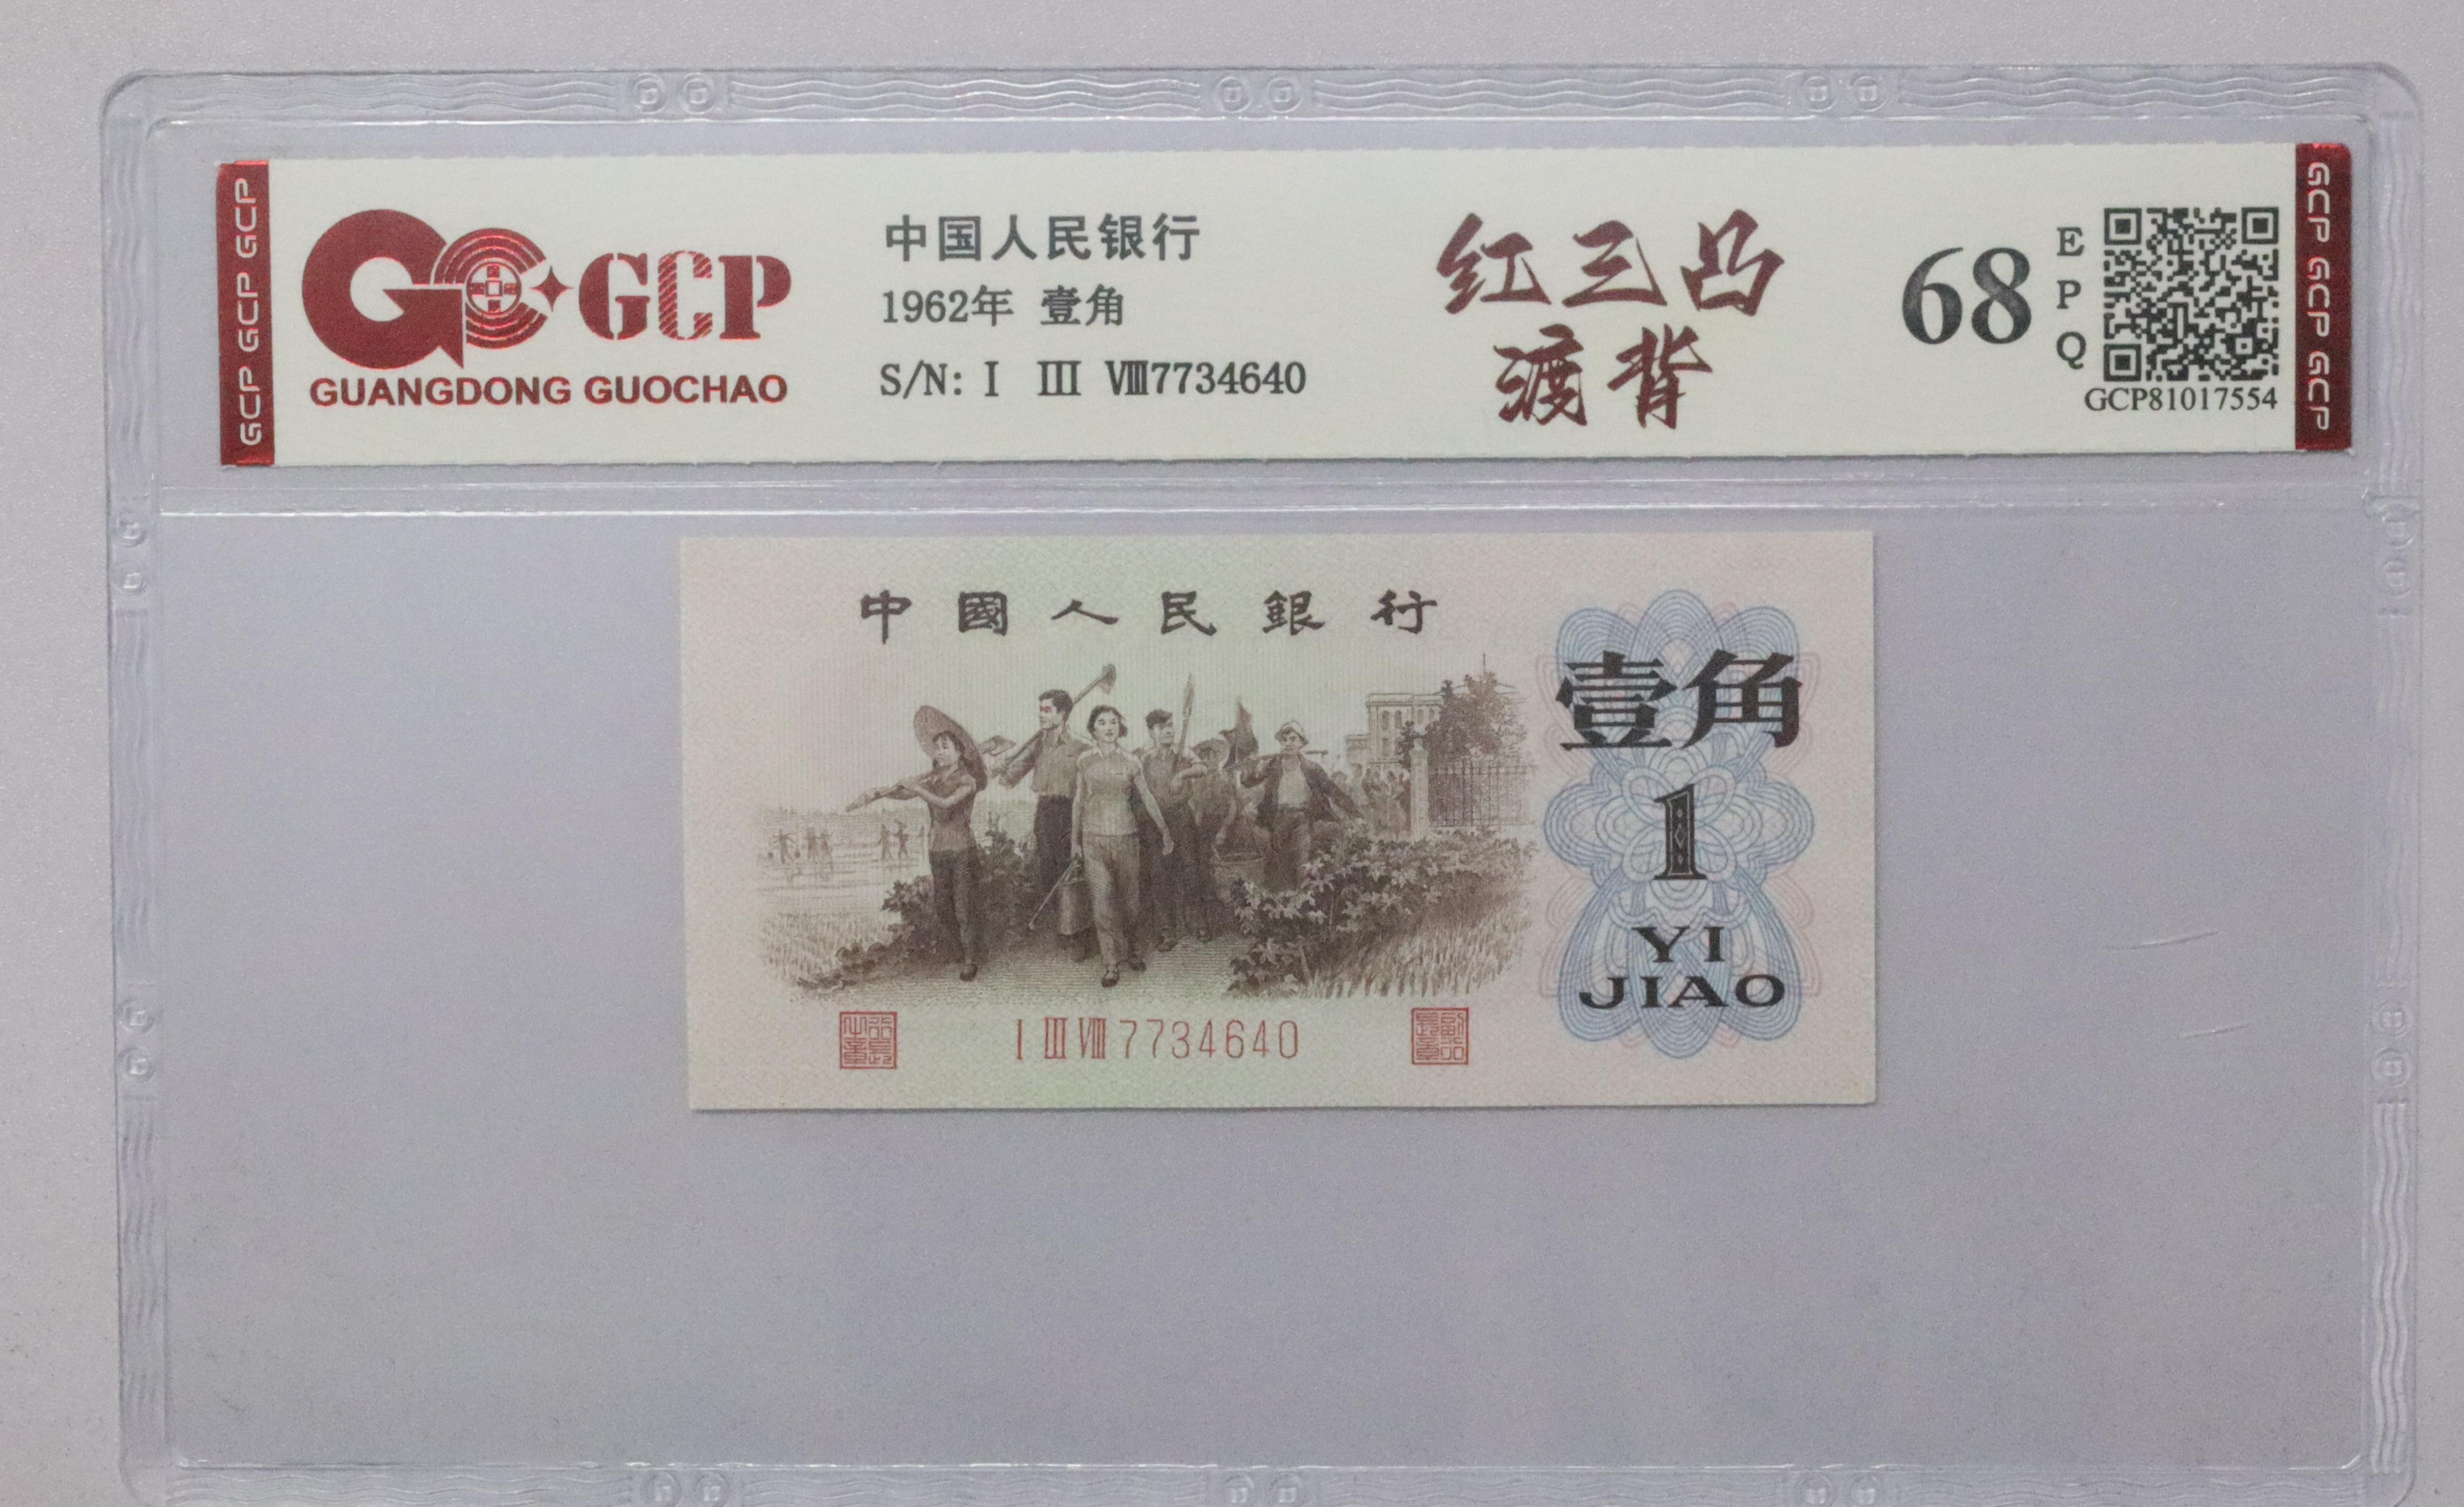 GCP GCP GCP
GCP
GUANGDONG GUOCHAO
中国人民银行
1962年 壹角
S/N: I III VIII7734640
红三凸
渡背
68
E
P
Q
GCP81017554
GCP GCP GCP
中國人民銀行
壹角
1
YI
JIAO
I III VIII 7734640